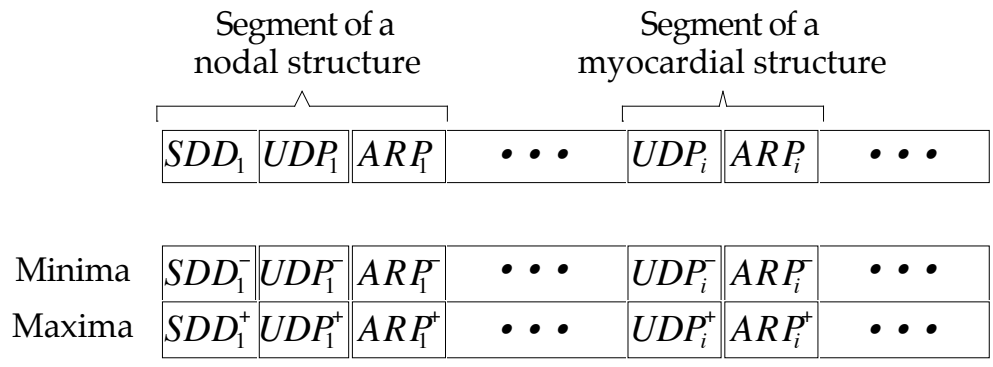 Segment of a Segment of a
nodal structure myocardial structure
SDD₁ UDP₁ ARP₁ • • • UDPᵢ ARPᵢ • • •
Minima SDD₁⁻ UDP₁⁻ ARP₁⁻ • • • UDPᵢ⁻ ARPᵢ⁻ • • •
Maxima SDD₁⁺ UDP₁⁺ ARP₁⁺ • • • UDPᵢ⁺ ARPᵢ⁺ • • •